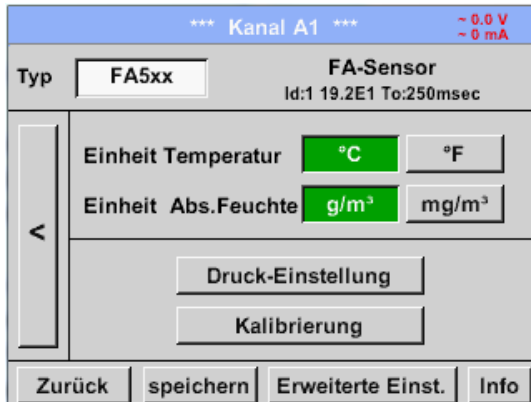 *** Kanal A1 ***
~ 0.0 V
~ 0 mA
Typ
FA5xx
FA-Sensor
Id:1 19.2E1 To:250msec
<
Einheit Temperatur °C °F
Einheit Abs.Feuchte g/m³ mg/m³
Druck-Einstellung
Kalibrierung
Zurück speichern Erweiterte Einst. Info